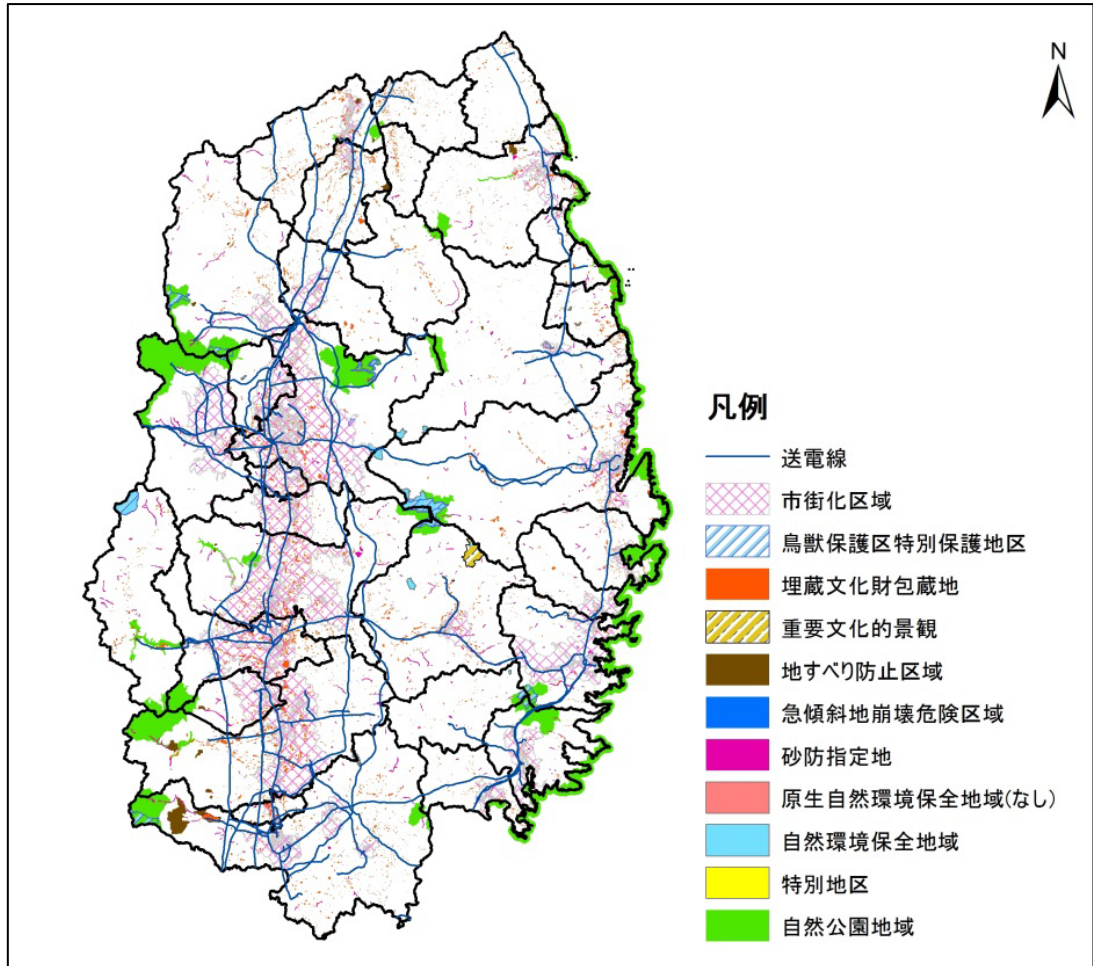 N
凡例
送電線
市街化区域
鳥獣保護区特別保護地区
埋蔵文化財包蔵地
重要文化的景観
地すべり防止区域
急傾斜地崩壊危険区域
砂防指定地
原生自然環境保全地域(なし)
自然環境保全地域
特別地区
自然公園地域